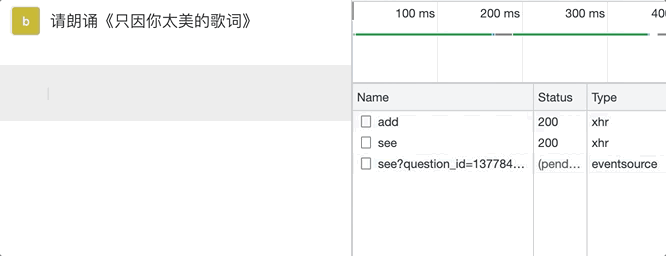 b 请朗诵《只因你太美的歌词》
100 ms 200 ms 300 ms 40
Name Status Type
add 200 xhr
see 200 xhr
see?question_id=137784… (pend… eventsource